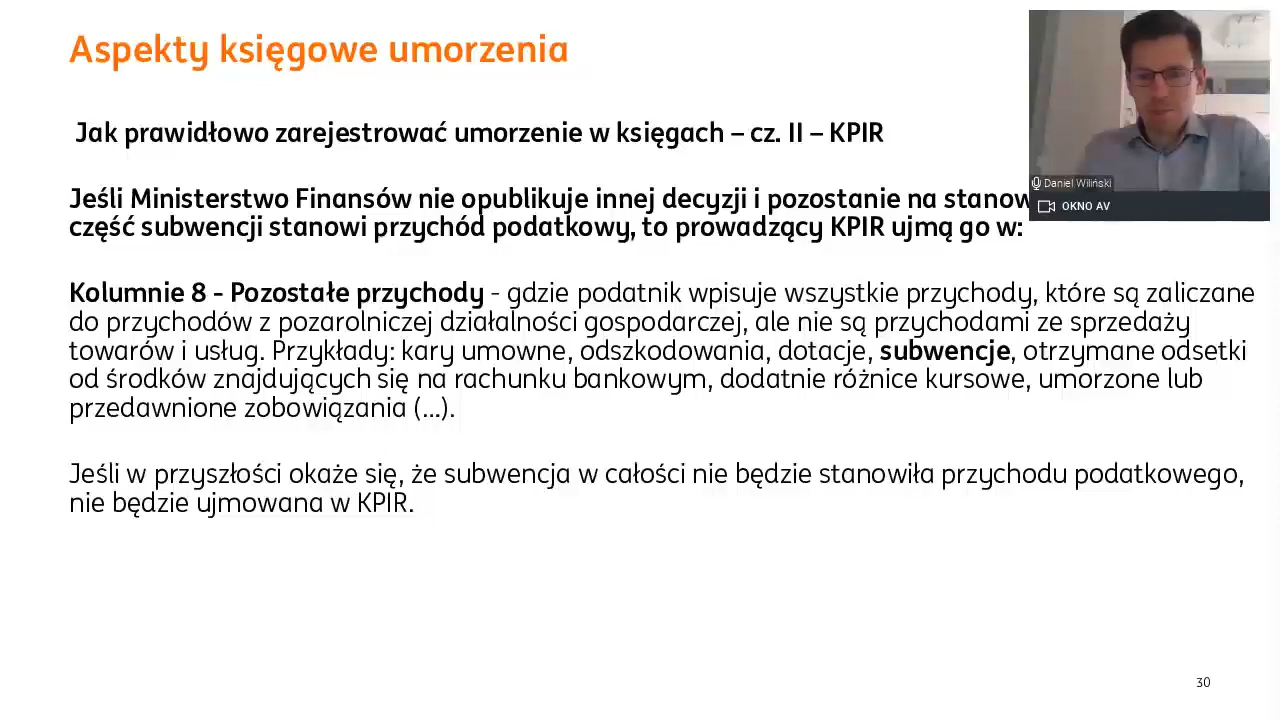 Aspekty księgowe umorzenia
Jak prawidłowo zarejestrować umorzenie w księgach – cz. II – KPIR
Jeśli Ministerstwo Finansów nie opublikuje innej decyzji i pozostanie na
część subwencji stanowi przychód podatkowy, to prowadzący KPIR ujmą go w:
Kolumnie 8 - Pozostałe przychody - gdzie podatnik wpisuje wszystkie przychody, które są zaliczane
do przychodów z pozarolniczej działalności gospodarczej, ale nie są przychodami ze sprzedaży
towarów i usług. Przykłady: kary umowne, odszkodowania, dotacje, subwencje, otrzymane odsetki
od środków znajdujących się na rachunku bankowym, dodatnie różnice kursowe, umorzone lub
przedawnione zobowiązania (...).
Jeśli w przyszłości okaże się, że subwencja w całości nie będzie stanowiła przychodu podatkowego,
nie będzie ujmowana w KPIR.
Daniel Wiliński
OKNO AV
30